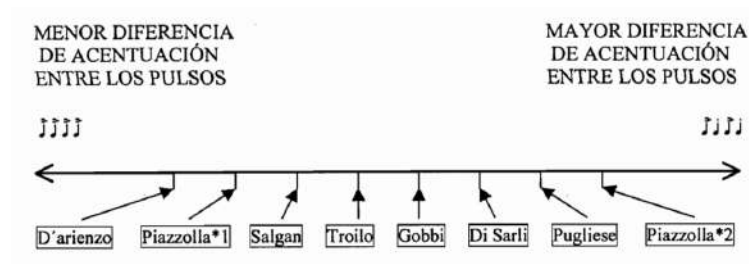 MENOR DIFERENCIA
DE ACENTUACIÓN
ENTRE LOS PULSOS
MAYOR DIFERENCIA
DE ACENTUACIÓN
ENTRE LOS PULSOS
D´arienzo Piazzolla*1 Salgan Troilo Gobbi Di Sarli Pugliese Piazzolla*2